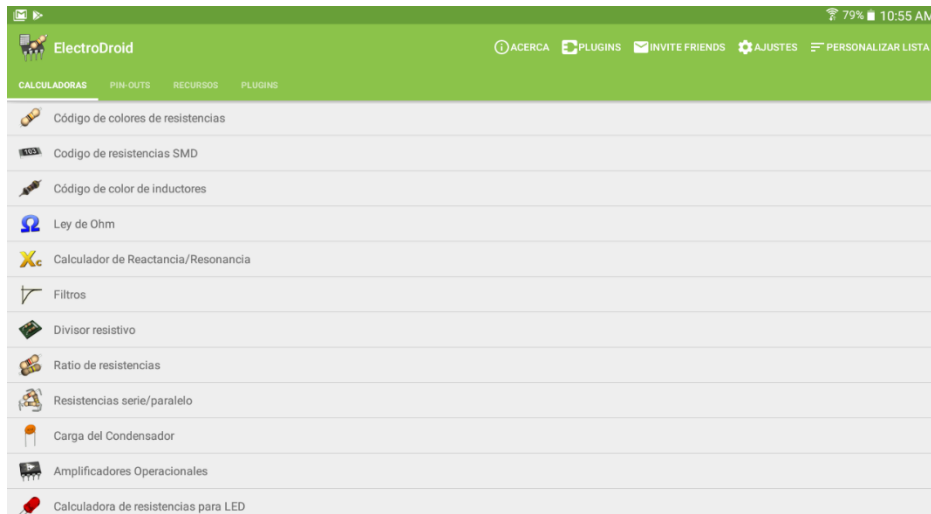 79% 10:55 AM
ElectroDroid
ACERCA PLUGINS INVITE FRIENDS AJUSTES PERSONALIZAR LISTA
CALCULADORAS PIN-OUTS RECURSOS PLUGINS
Código de colores de resistencias
Codigo de resistencias SMD
Código de color de inductores
Ω Ley de Ohm
Xc Calculador de Reactancia/Resonancia
Filtros
Divisor resistivo
Ratio de resistencias
Resistencias serie/paralelo
Carga del Condensador
Amplificadores Operacionales
Calculadora de resistencias para LED